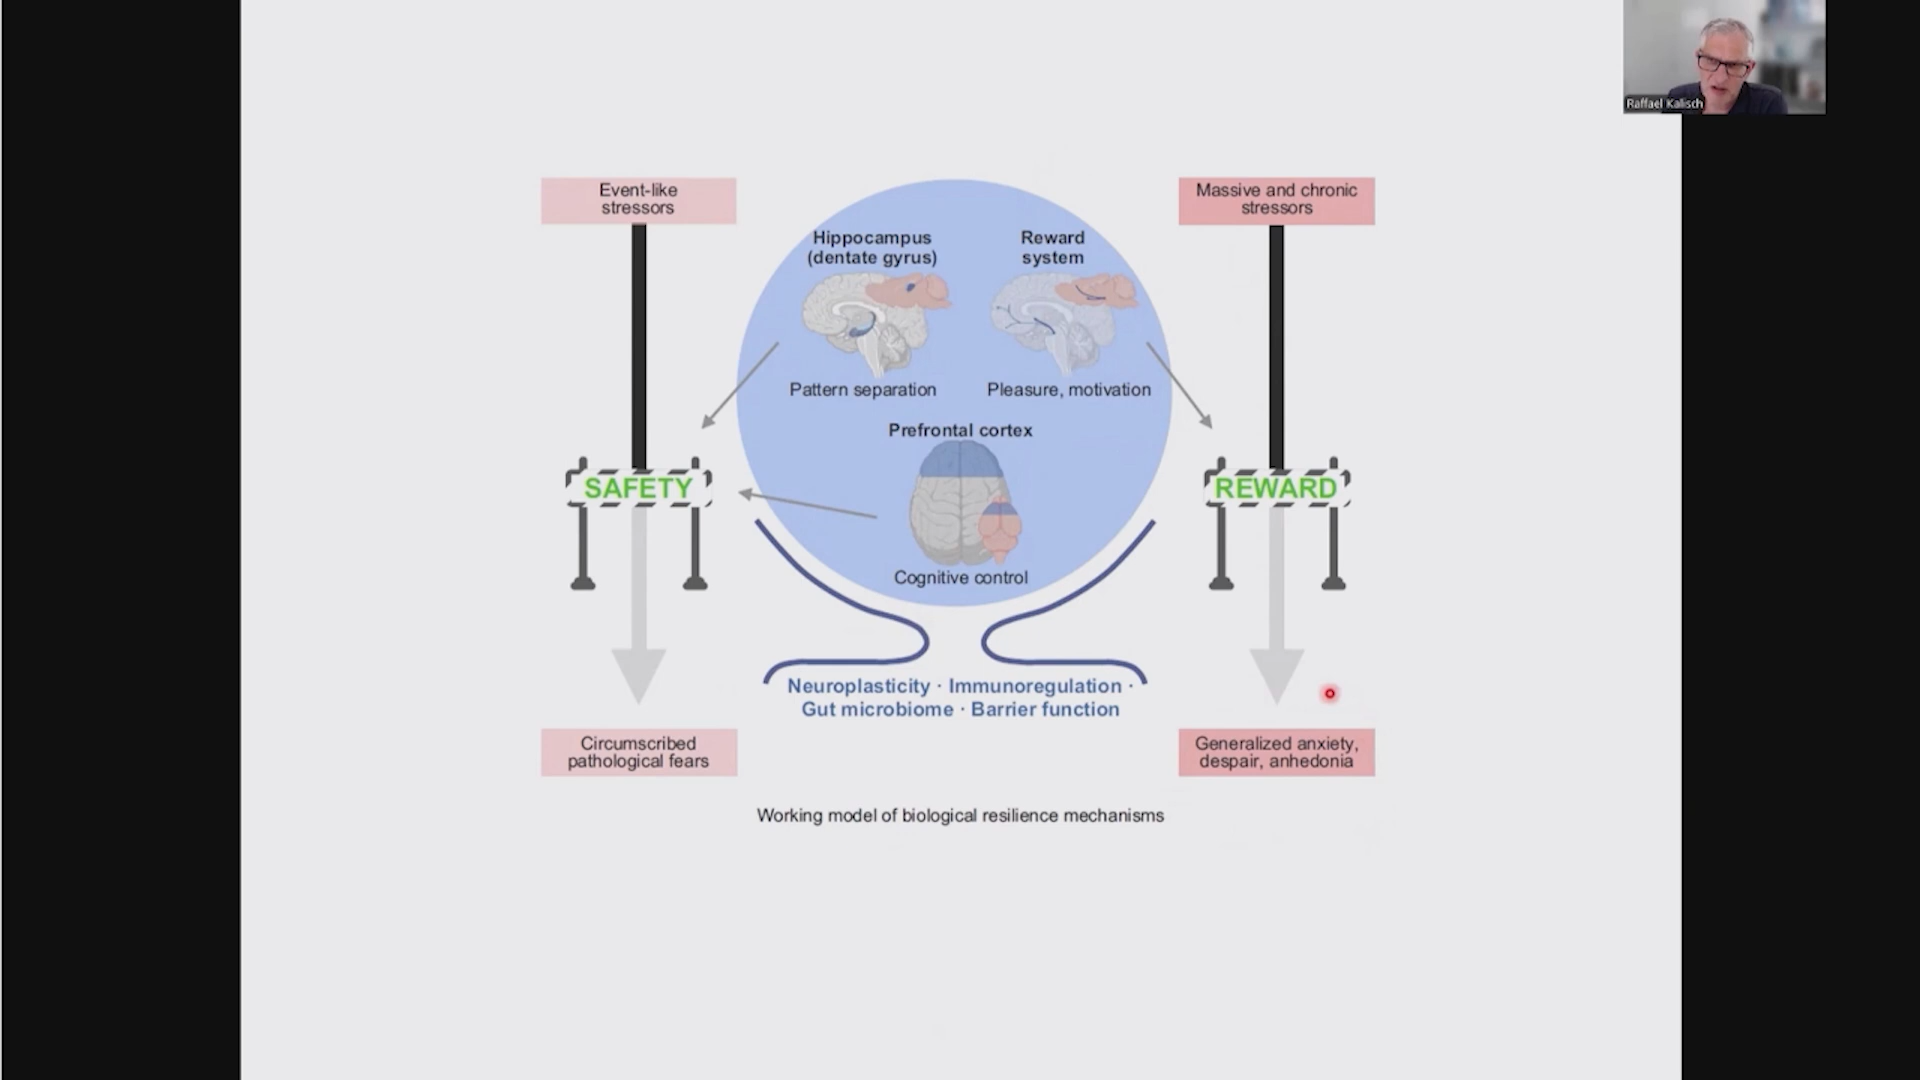 Raffael Kalisch
Event-like
stressors
Massive and chronic
stressors
Hippocampus
(dentate gyrus)
Reward
system
Pattern separation
Pleasure, motivation
Prefrontal cortex
Cognitive control
SAFETY
REWARD
Neuroplasticity · Immunoregulation ·
Gut microbiome · Barrier function
Circumscribed
pathological fears
Generalized anxiety,
despair, anhedonia
Working model of biological resilience mechanisms